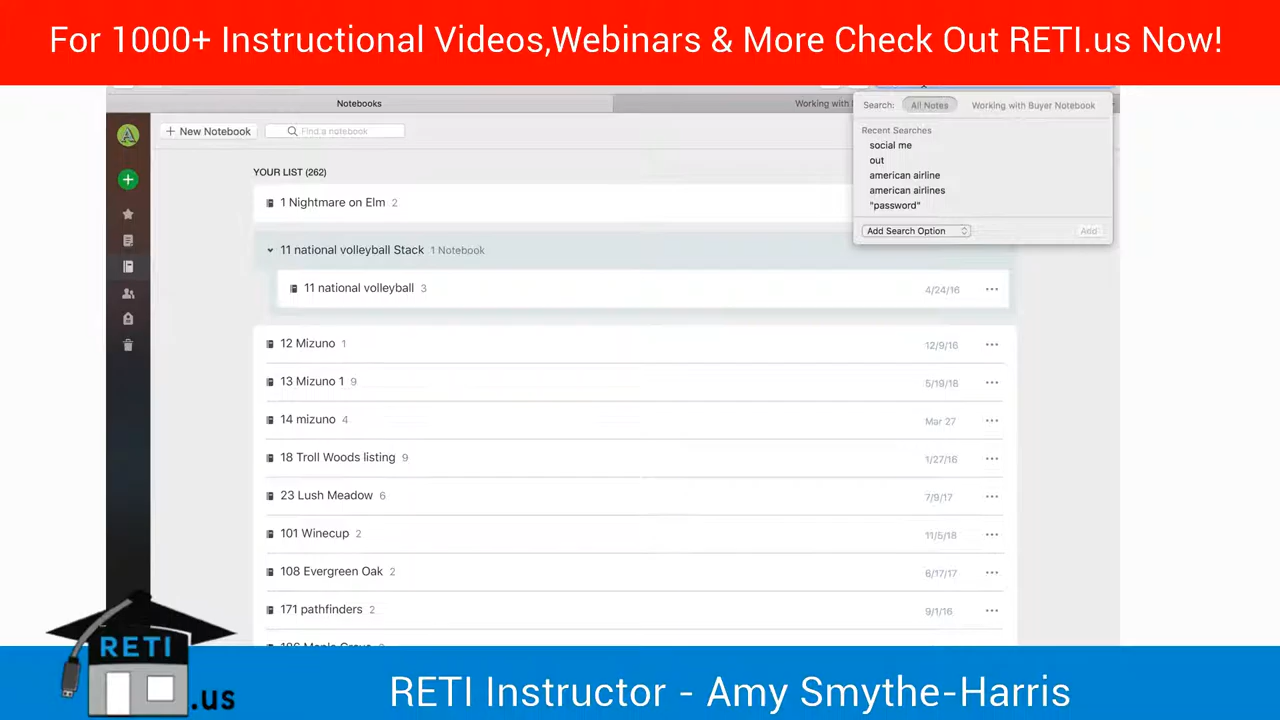 For 1000+ Instructional Videos,Webinars & More Check Out RETI.us Now!
Notebooks
Working with
Search: All Notes Working with Buyer Notebook
+ New Notebook
Find a notebook
Recent Searches
social me
out
american airline
american airlines
"password"
Add Search Option
Add
YOUR LIST (262)
1 Nightmare on Elm 2
11 national volleyball Stack 1 Notebook
11 national volleyball 3 4/24/16 •••
12 Mizuno 1 12/9/16 •••
13 Mizuno 1 9 5/19/18 •••
14 mizuno 4 Mar 27 •••
18 Troll Woods listing 9 1/27/16 •••
23 Lush Meadow 6 7/9/17 •••
101 Winecup 2 11/5/18 •••
108 Evergreen Oak 2 6/17/17 •••
171 pathfinders 2 9/1/16 •••
RETI
.us
RETI Instructor - Amy Smythe-Harris